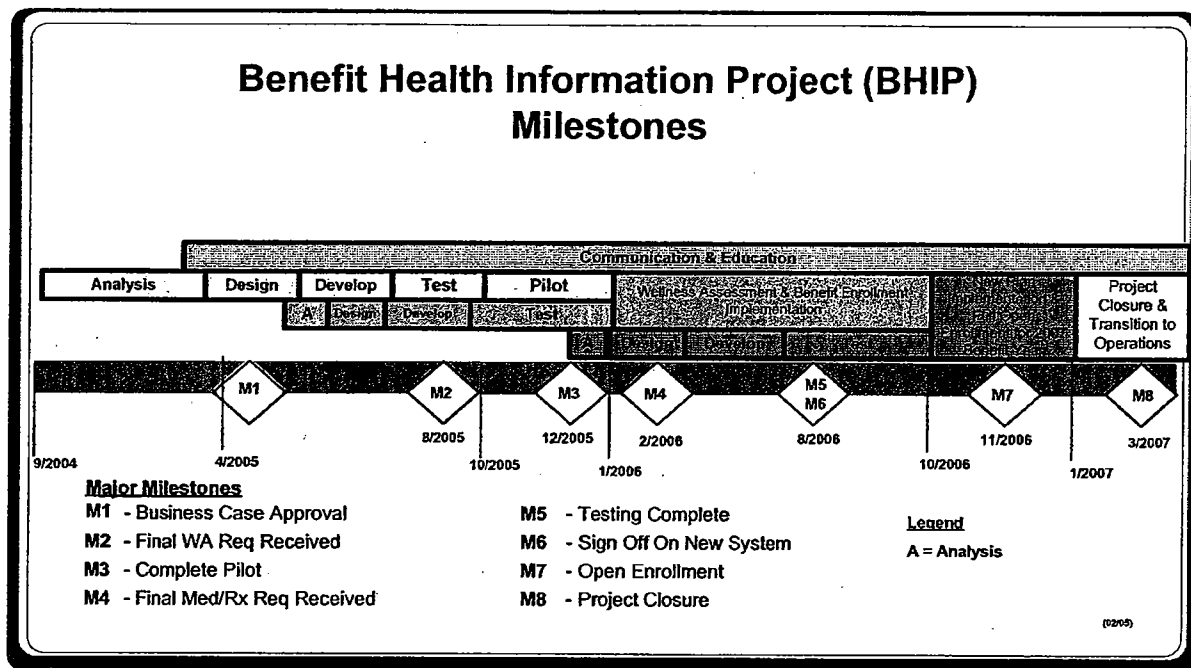 Benefit Health Information Project (BHIP)
Milestones
Communication & Education
Analysis
Design
Develop
Test
Pilot
Wellness Assessment & Benefit Enrollment
Implementation
Project
Closure &
Transition to
Operations
A
Design
Develop
Test
A
Develop
M1
M2
M3
M4
M5
M6
M7
M8
8/2005
12/2005
2/2006
8/2006
11/2006
3/2007
9/2004
4/2005
10/2005
1/2006
10/2006
1/2007
Major Milestones
M1 - Business Case Approval
M2 - Final WA Req Received
M3 - Complete Pilot
M4 - Final Med/Rx Req Received
M5 - Testing Complete
M6 - Sign Off On New System
M7 - Open Enrollment
M8 - Project Closure
Legend
A = Analysis
(02/05)